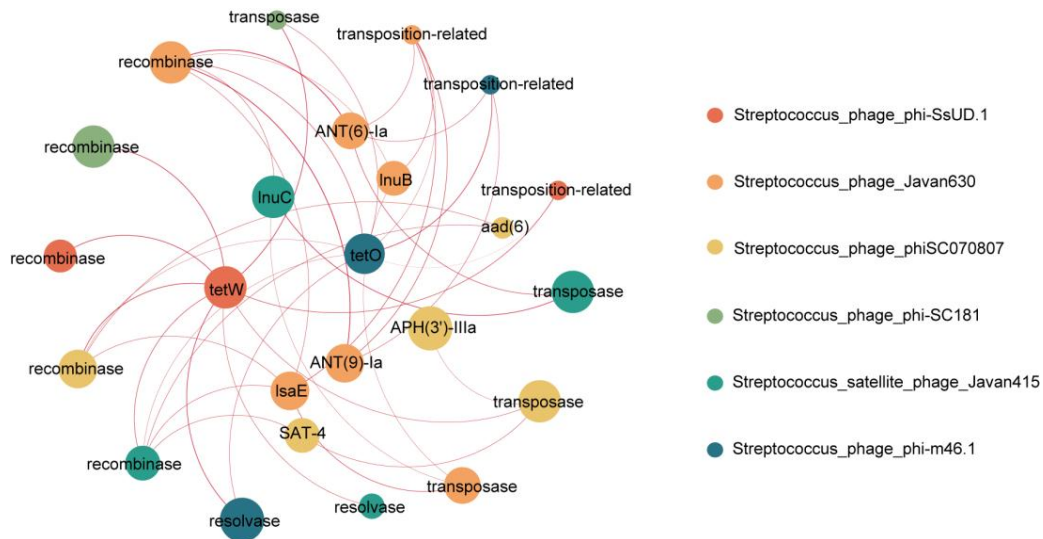 transposase
transposition-related
recombinase
transposition-related
ANT(6)-Ia
recombinase
lnuB
lnuC
transposition-related
aad(6)
tetO
recombinase
tetW
transposase
APH(3')-IIIa
recombinase
ANT(9)-Ia
lsaE
transposase
SAT-4
recombinase
transposase
resolvase
resolvase
Streptococcus_phage_phi-SsUD.1
Streptococcus_phage_Javan630
Streptococcus_phage_phiSC070807
Streptococcus_phage_phi-SC181
Streptococcus_satellite_phage_Javan415
Streptococcus_phage_phi-m46.1